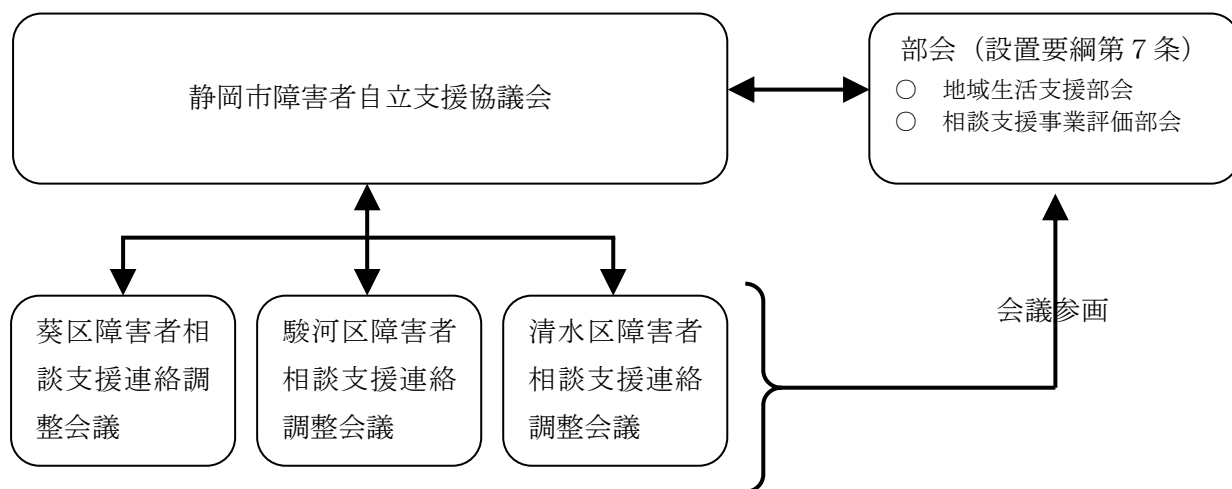 静岡市障害者自立支援協議会
部会（設置要綱第７条）
○　地域生活支援部会
○　相談支援事業評価部会
会議参画
葵区障害者相
談支援連絡調
整会議
駿河区障害者
相談支援連絡
調整会議
清水区障害者
相談支援連絡
調整会議